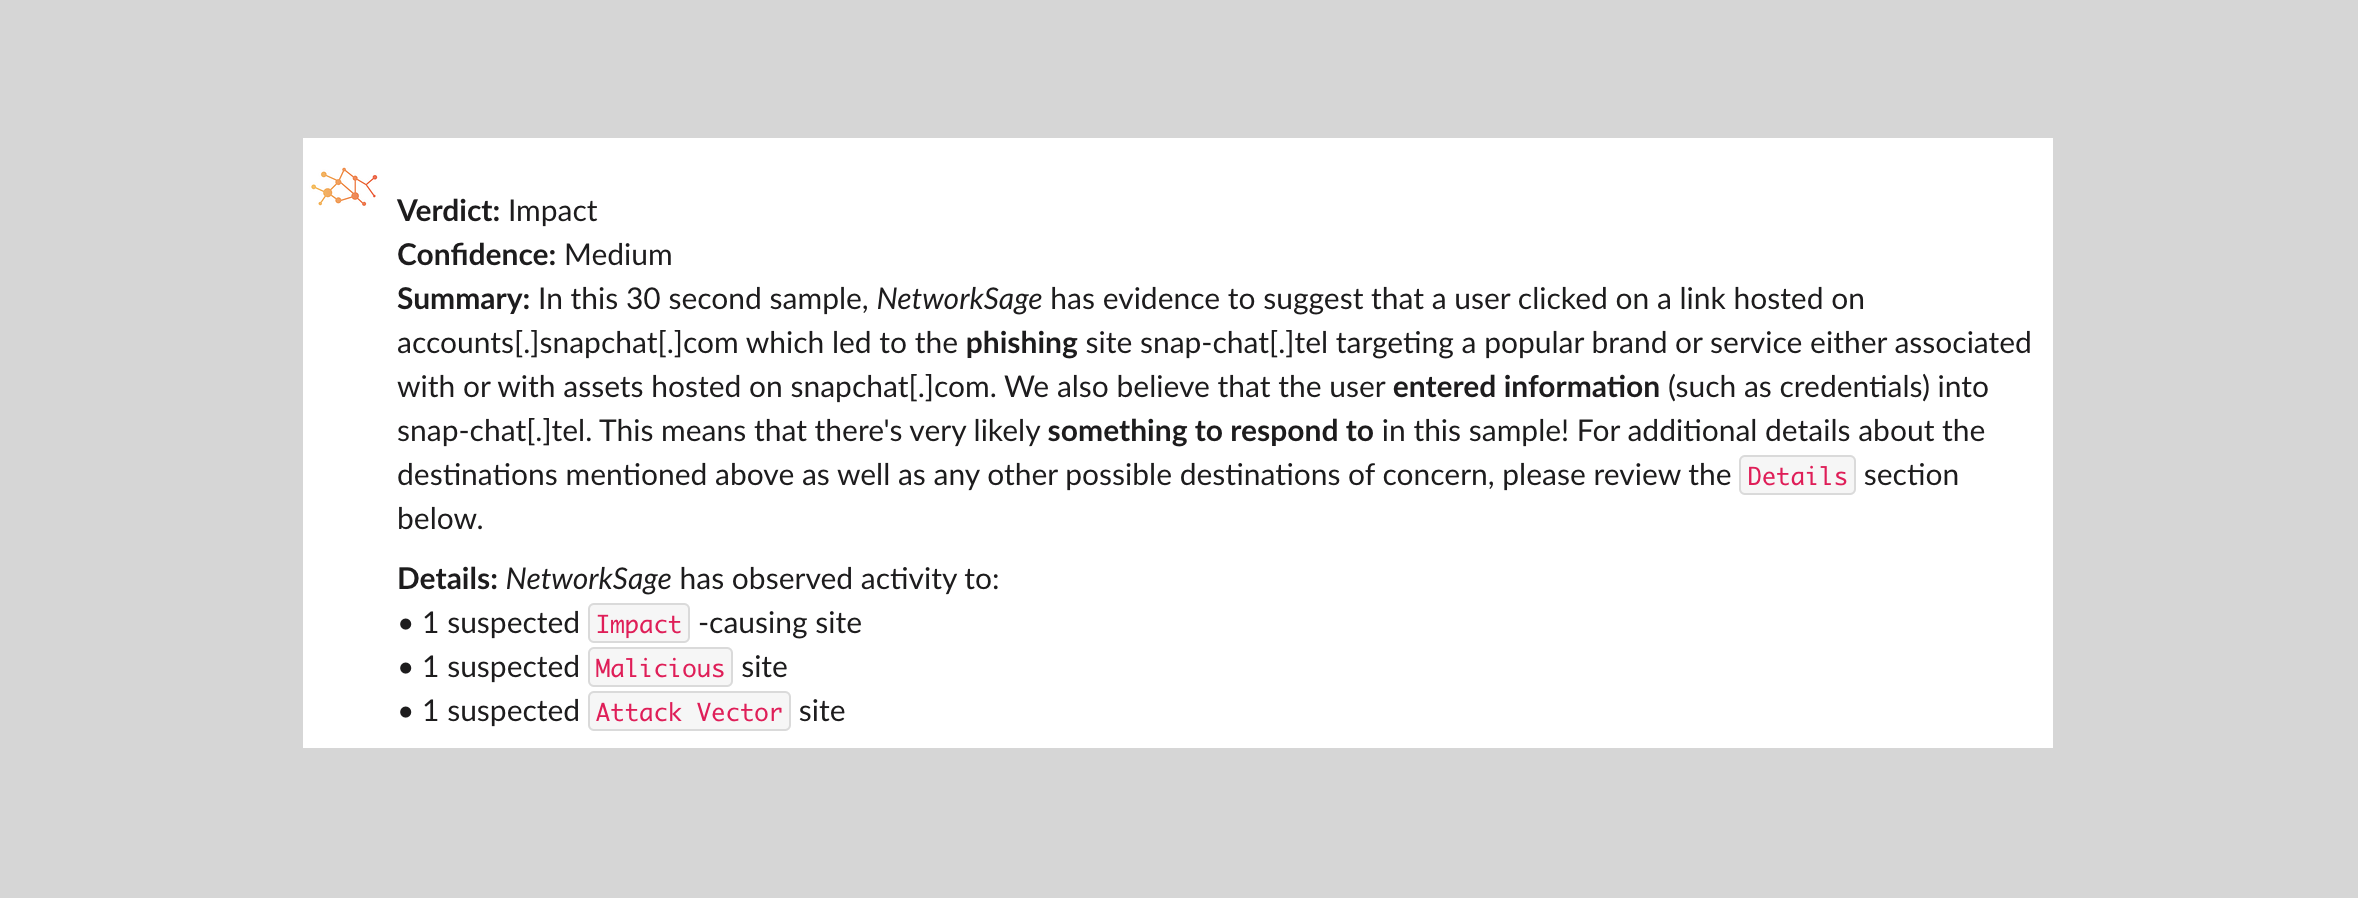 Verdict: Impact
Confidence: Medium
Summary: In this 30 second sample, NetworkSage has evidence to suggest that a user clicked on a link hosted on
accounts[.]snapchat[.]com which led to the phishing site snap-chat[.]tel targeting a popular brand or service either associated
with or with assets hosted on snapchat[.]com. We also believe that the user entered information (such as credentials) into
snap-chat[.]tel. This means that there's very likely something to respond to in this sample! For additional details about the
destinations mentioned above as well as any other possible destinations of concern, please review the Details section
below.
Details: NetworkSage has observed activity to:
• 1 suspected Impact -causing site
• 1 suspected Malicious site
• 1 suspected Attack Vector site